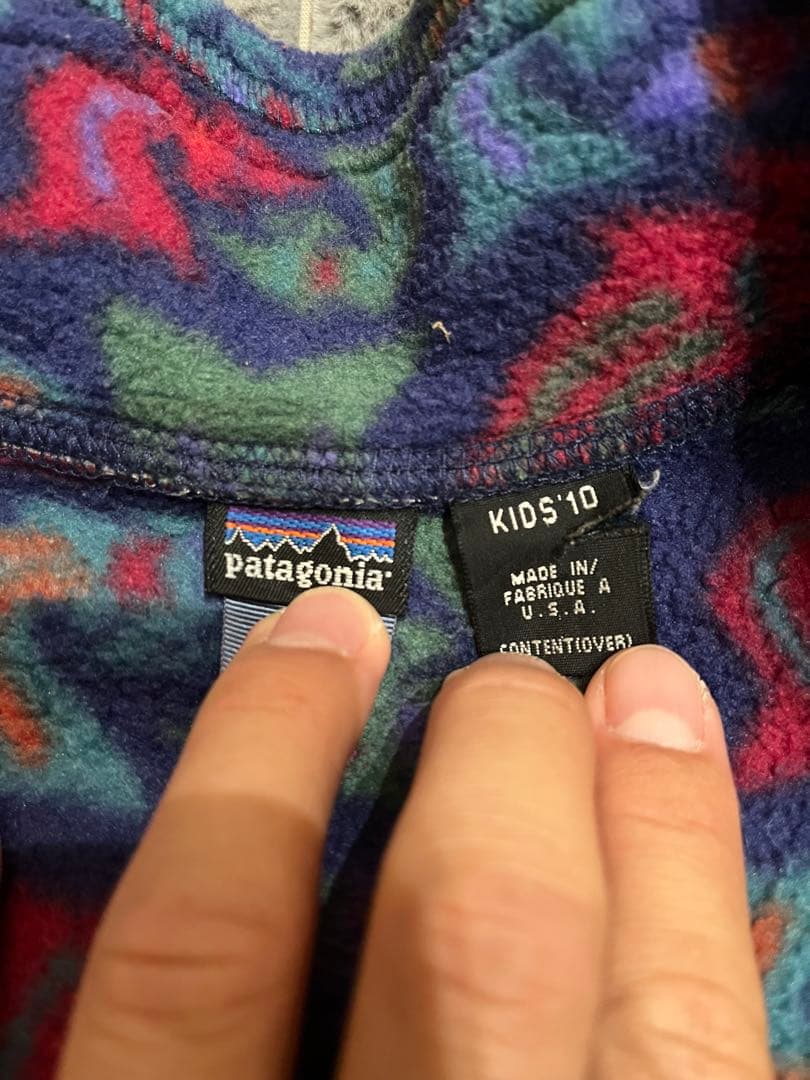 patagonia®
KIDS'10
MADE IN/
FABRIQUE A
U.S.A.
CONTENT(OVER)